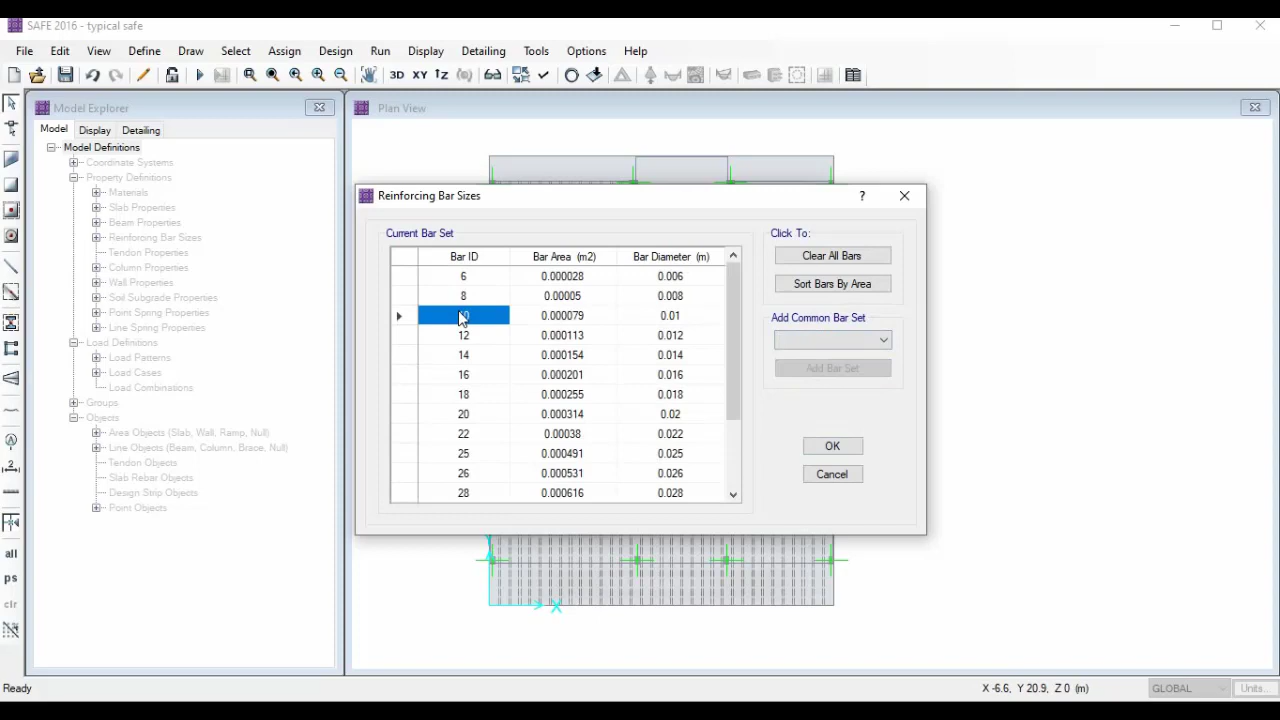 SAFE 2016 - typical safe
File Edit View Define Draw Select Assign Design Run Display Detailing Tools Options Help
3D XY
Model Explorer
Model Display Detailing
Model Definitions
Coordinate Systems
Property Definitions
Materials
Slab Properties
Beam Properties
Reinforcing Bar Sizes
Tendon Properties
Column Properties
Wall Properties
Soil Subgrade Properties
Point Spring Properties
Line Spring Properties
Load Definitions
Load Patterns
Load Cases
Load Combinations
Groups
Objects
Area Objects (Slab, Wall, Ramp, Null)
Line Objects (Beam, Column, Brace, Null)
Tendon Objects
Slab Rebar Objects
Design Strip Objects
Point Objects
all
ps
clr
Plan View
Reinforcing Bar Sizes
?
Current Bar Set
Bar ID Bar Area (m2) Bar Diameter (m)
6 0.000028 0.006
8 0.00005 0.008
0.000079 0.01
12 0.000113 0.012
14 0.000154 0.014
16 0.000201 0.016
18 0.000255 0.018
20 0.000314 0.02
22 0.00038 0.022
25 0.000491 0.025
26 0.000531 0.026
28 0.000616 0.028
Click To:
Clear All Bars
Sort Bars By Area
Add Common Bar Set
Add Bar Set
OK
Cancel
X
Ready
X -6.6, Y 20.9, Z 0 (m)
GLOBAL
Units...